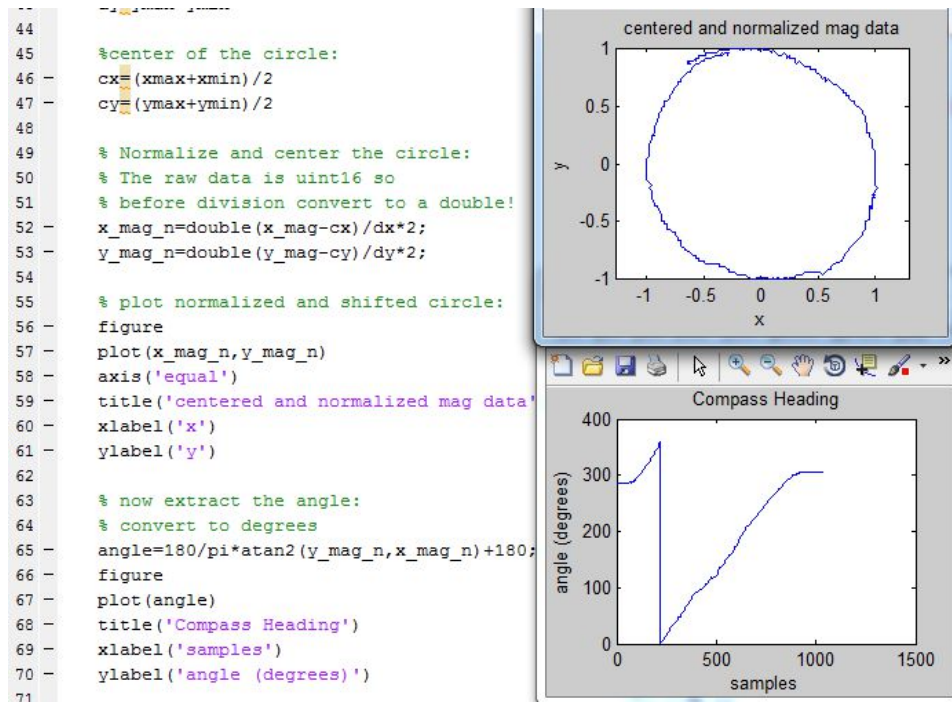 44
45 %center of the circle:
46 – cx=(xmax+xmin)/2
47 – cy=(ymax+ymin)/2
48
49 % Normalize and center the circle:
50 % The raw data is uint16 so
51 % before division convert to a double!
52 – x_mag_n=double(x_mag-cx)/dx*2;
53 – y_mag_n=double(y_mag-cy)/dy*2;
54
55 % plot normalized and shifted circle:
56 – figure
57 – plot(x_mag_n,y_mag_n)
58 – axis('equal')
59 – title('centered and normalized mag data'
60 – xlabel('x')
61 – ylabel('y')
62
63 % now extract the angle:
64 % convert to degrees
65 – angle=180/pi*atan2(y_mag_n,x_mag_n)+180;
66 – figure
67 – plot(angle)
68 – title('Compass Heading')
69 – xlabel('samples')
70 – ylabel('angle (degrees)')
71
centered and normalized mag data
1
0.5
0
-0.5
-1
y
-1 -0.5 0 0.5 1
x
»
Compass Heading
400
300
200
100
0
angle (degrees)
0 500 1000 1500
samples